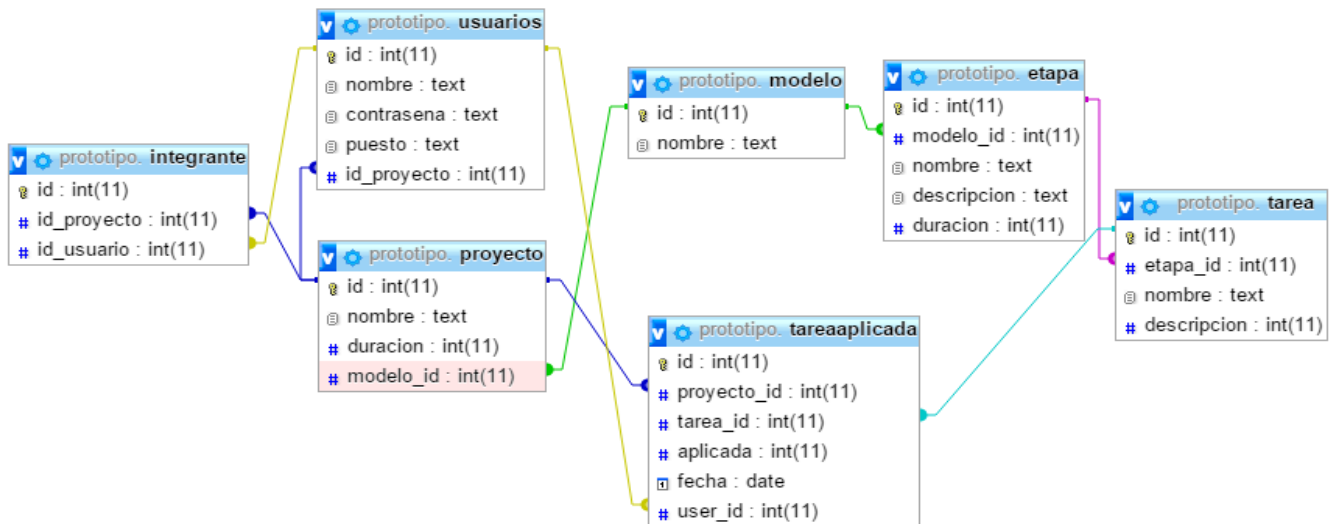 prototipo. usuarios
id : int(11)
nombre : text
contrasena : text
puesto : text
id_proyecto : int(11)
prototipo. integrante
id : int(11)
id_proyecto : int(11)
id_usuario : int(11)
prototipo. proyecto
id : int(11)
nombre : text
duracion : int(11)
modelo_id : int(11)
prototipo. modelo
id : int(11)
nombre : text
prototipo. etapa
id : int(11)
modelo_id : int(11)
nombre : text
descripcion : text
duracion : int(11)
prototipo. tarea
id : int(11)
etapa_id : int(11)
nombre : text
descripcion : int(11)
prototipo. tareaaplicada
id : int(11)
proyecto_id : int(11)
tarea_id : int(11)
aplicada : int(11)
fecha : date
user_id : int(11)